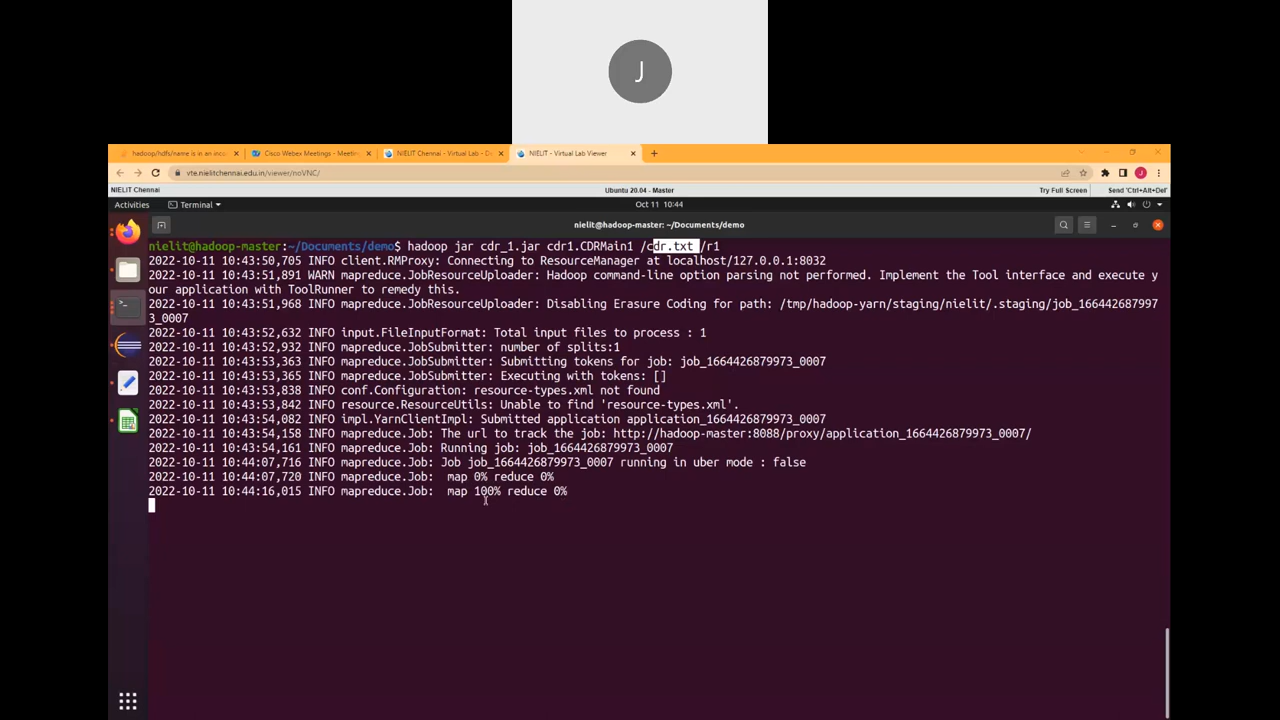 J
hadoop/hdfs/name is in an inco
Cisco Webex Meetings - Meetin
NIELIT Chennai - Virtual Lab - D
NIELIT - Virtual Lab Viewer
vte.nielitchennai.edu.in/viewer/noVNC/
NIELIT Chennai Ubuntu 20.04 - Master Try Full Screen Send 'Ctrl+Alt+Del'
Activities Terminal Oct 11 10:44
nielit@hadoop-master: ~/Documents/demo
nielit@hadoop-master:~/Documents/demo$ hadoop jar cdr_1.jar cdr1.CDRMain1 /cdr.txt /r1
2022-10-11 10:43:50,705 INFO client.RMProxy: Connecting to ResourceManager at localhost/127.0.0.1:8032
2022-10-11 10:43:51,891 WARN mapreduce.JobResourceUploader: Hadoop command-line option parsing not performed. Implement the Tool interface and execute y
our application with ToolRunner to remedy this.
2022-10-11 10:43:51,968 INFO mapreduce.JobResourceUploader: Disabling Erasure Coding for path: /tmp/hadoop-yarn/staging/nielit/.staging/job_166442687997
3_0007
2022-10-11 10:43:52,632 INFO input.FileInputFormat: Total input files to process : 1
2022-10-11 10:43:52,932 INFO mapreduce.JobSubmitter: number of splits:1
2022-10-11 10:43:53,363 INFO mapreduce.JobSubmitter: Submitting tokens for job: job_1664426879973_0007
2022-10-11 10:43:53,365 INFO mapreduce.JobSubmitter: Executing with tokens: []
2022-10-11 10:43:53,838 INFO conf.Configuration: resource-types.xml not found
2022-10-11 10:43:53,842 INFO resource.ResourceUtils: Unable to find 'resource-types.xml'.
2022-10-11 10:43:54,082 INFO impl.YarnClientImpl: Submitted application application_1664426879973_0007
2022-10-11 10:43:54,158 INFO mapreduce.Job: The url to track the job: http://hadoop-master:8088/proxy/application_1664426879973_0007/
2022-10-11 10:43:54,161 INFO mapreduce.Job: Running job: job_1664426879973_0007
2022-10-11 10:44:07,716 INFO mapreduce.Job: Job job_1664426879973_0007 running in uber mode : false
2022-10-11 10:44:07,720 INFO mapreduce.Job:  map 0% reduce 0%
2022-10-11 10:44:16,015 INFO mapreduce.Job:  map 100% reduce 0%